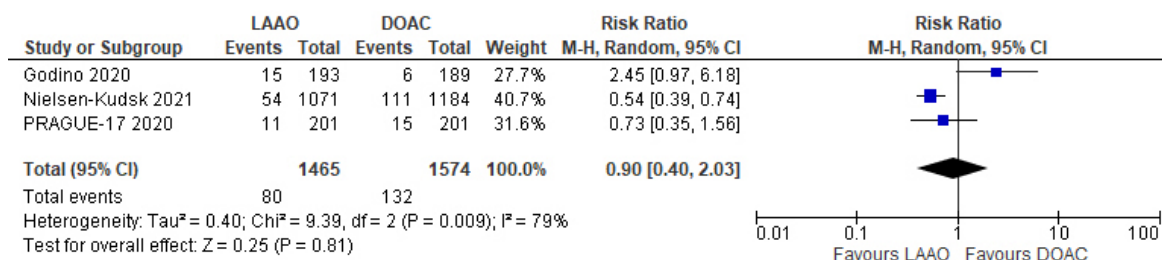 LAAO DOAC Risk Ratio Risk Ratio
Study or Subgroup Events Total Events Total Weight M-H, Random, 95% CI M-H, Random, 95% CI
Godino 2020 15 193 6 189 27.7% 2.45 [0.97, 6.18]
Nielsen-Kudsk 2021 54 1071 111 1184 40.7% 0.54 [0.39, 0.74]
PRAGUE-17 2020 11 201 15 201 31.6% 0.73 [0.35, 1.56]
Total (95% CI) 1465 1574 100.0% 0.90 [0.40, 2.03]
Total events 80 132
Heterogeneity: Tau² = 0.40; Chi² = 9.39, df = 2 (P = 0.009); I² = 79%
Test for overall effect: Z = 0.25 (P = 0.81)
0.01 0.1 1 10 100
Favours LAAO Favours DOAC